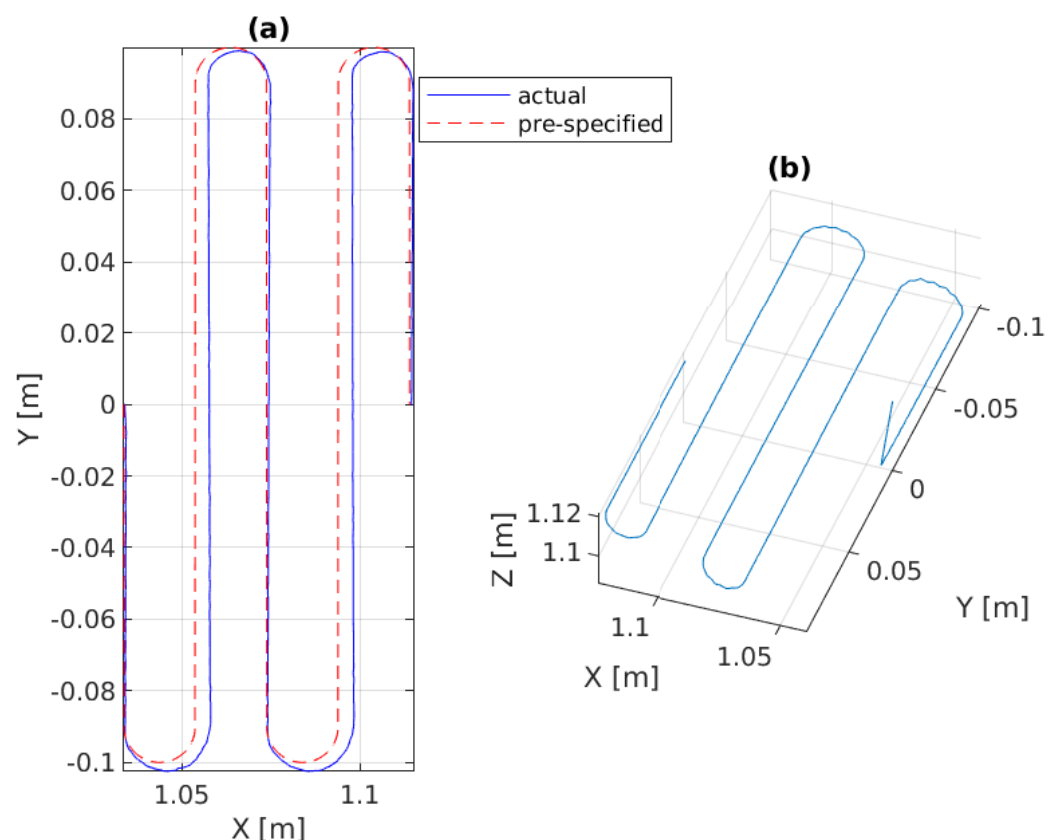 (a)
actual
pre-specified
0.08
0.06
0.04
0.02
0
-0.02
-0.04
-0.06
-0.08
-0.1
Y [m]
1.05
1.1
X [m]
(b)
-0.1
-0.05
0
0.05
Y [m]
1.12
1.1
Z [m]
1.1
1.05
X [m]